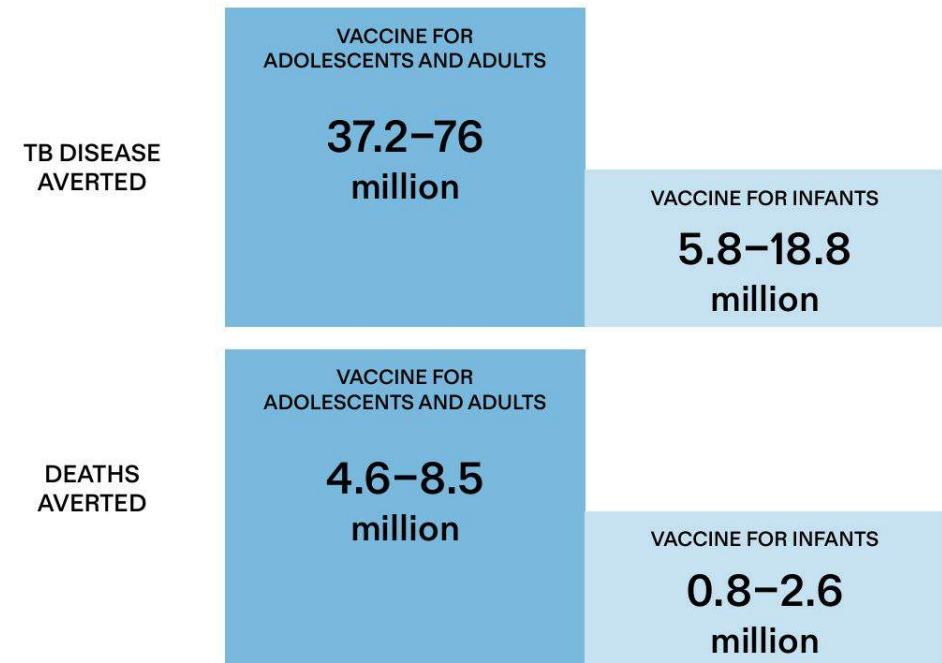 VACCINE FOR
ADOLESCENTS AND ADULTS
37.2–76
million
TB DISEASE
AVERTED
VACCINE FOR INFANTS
5.8–18.8
million
VACCINE FOR
ADOLESCENTS AND ADULTS
4.6–8.5
million
DEATHS
AVERTED
VACCINE FOR INFANTS
0.8–2.6
million